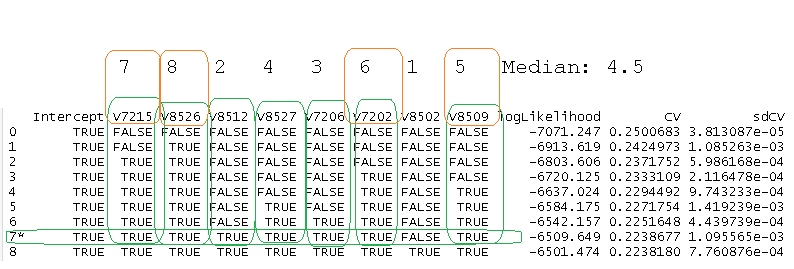 7 8 2 4 3 6 1 5 Median: 4.5
Intercept v7215 v8526 v8512 v8527 v7206 v7202 v8502 v8509 logLikelihood CV sdCV
0 TRUE FALSE FALSE FALSE FALSE FALSE FALSE FALSE FALSE -7071.247 0.2500683 3.813087e-05
1 TRUE FALSE TRUE FALSE FALSE FALSE FALSE FALSE FALSE -6913.619 0.2424973 1.085263e-03
2 TRUE TRUE TRUE FALSE FALSE FALSE FALSE FALSE FALSE -6803.606 0.2371752 5.986168e-04
3 TRUE TRUE TRUE FALSE FALSE FALSE TRUE FALSE FALSE -6720.125 0.2333109 2.116478e-04
4 TRUE TRUE TRUE FALSE FALSE FALSE TRUE FALSE TRUE -6637.024 0.2294492 9.743233e-04
5 TRUE TRUE TRUE FALSE TRUE FALSE TRUE FALSE TRUE -6584.175 0.2271754 1.419239e-03
6 TRUE TRUE TRUE FALSE TRUE TRUE TRUE FALSE TRUE -6542.157 0.2251648 4.439739e-04
7* TRUE TRUE TRUE TRUE TRUE TRUE TRUE FALSE TRUE -6509.649 0.2238677 1.095565e-03
8 TRUE TRUE TRUE TRUE TRUE TRUE TRUE TRUE TRUE -6501.474 0.2238180 7.760876e-04